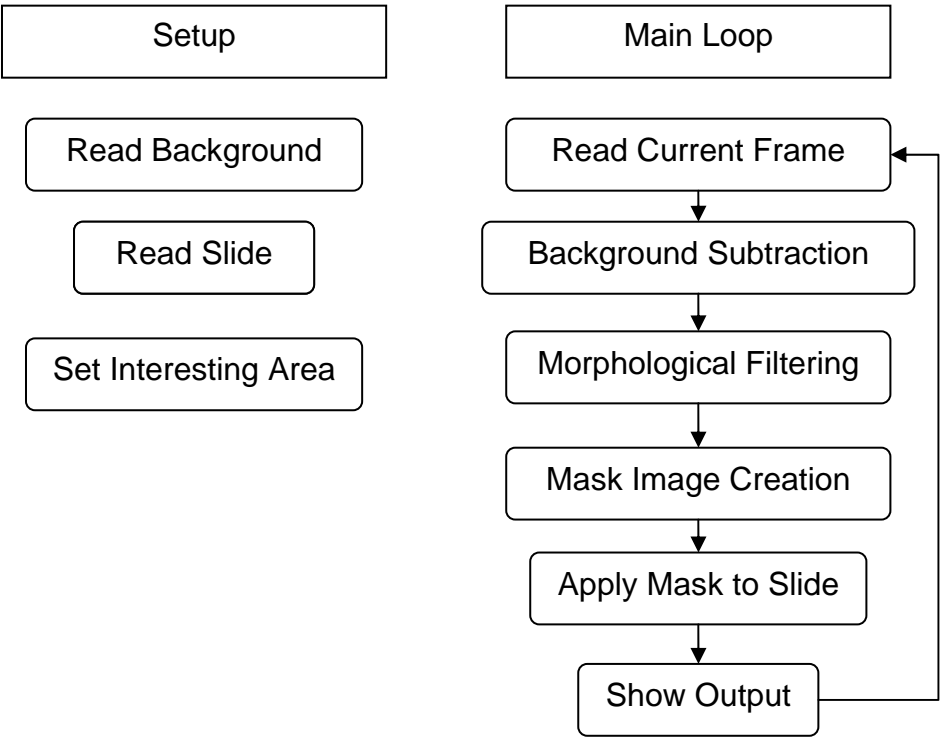 Setup
Read Background
Read Slide
Set Interesting Area
Main Loop
Read Current Frame
Background Subtraction
Morphological Filtering
Mask Image Creation
Apply Mask to Slide
Show Output